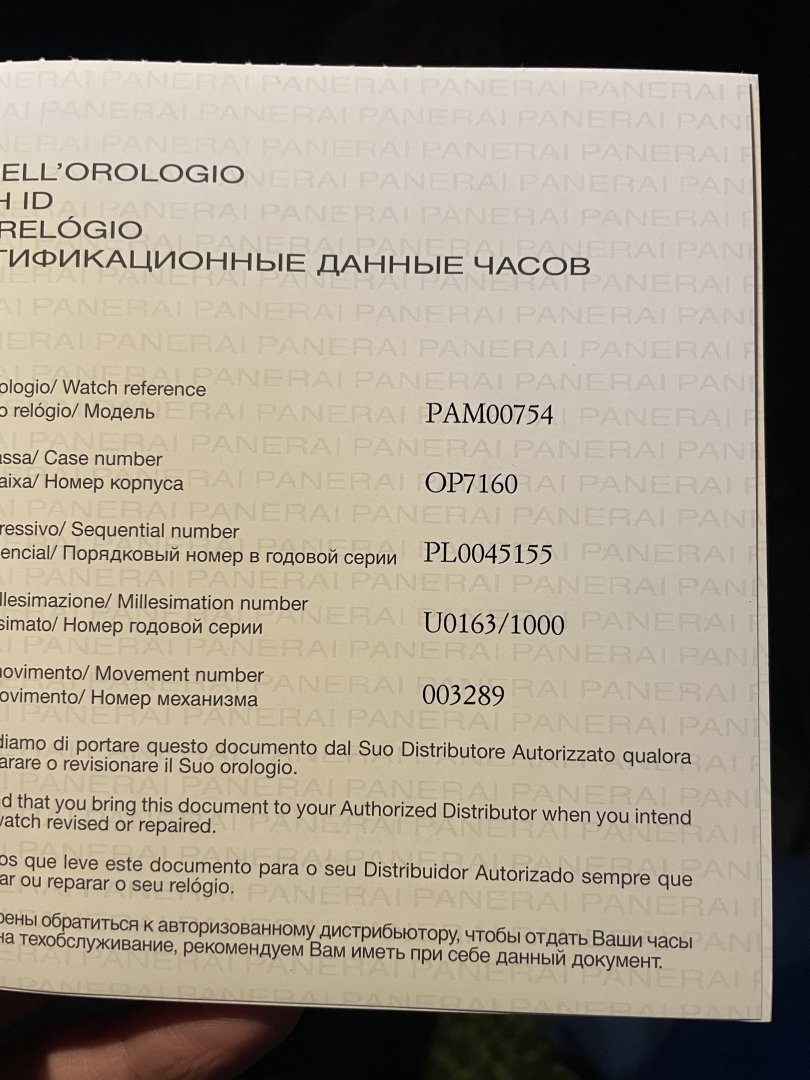 ELL'OROLOGIO
H ID
RELÓGIO
ТИФИКАЦИОННЫЕ ДАННЫЕ ЧАСОВ
ologio/ Watch reference
o relógio/ Модель
PAM00754
assa/ Case number
aixa/ Номер корпуса
OP7160
ressivo/ Sequential number
encial/ Порядковый номер в годовой серии
PL0045155
llesimazione/ Millesimation number
simato/ Номер годовой серии
U0163/1000
novimento/ Movement number
ovimento/ Номер механизма
003289
diamo di portare questo documento dal Suo Distributore Autorizzato qualora
arare o revisionare il Suo orologio.
d that you bring this document to your Authorized Distributor when you intend
watch revised or repaired.
os que leve este documento para o seu Distribuidor Autorizado sempre que
ar ou reparar o seu relógio.
рены обратиться к авторизованному дистрибьютору, чтобы отдать Ваши часы
на техобслуживание, рекомендуем Вам иметь при себе данный документ.